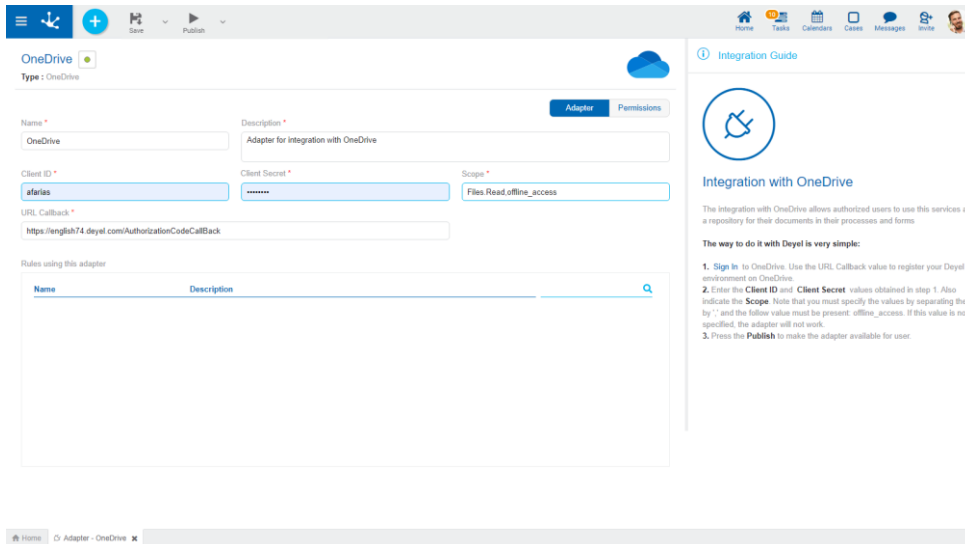 Save
Publish
Home
10
Tasks
Calendars
Cases
Messages
Invite
OneDrive
Type : OneDrive
Adapter
Permissions
Name *
Description *
OneDrive
Adapter for integration with OneDrive
Client ID *
Client Secret *
Scope *
afarias
••••••••
Files.Read,offline_access
URL Callback *
https://english74.deyel.com/AuthorizationCodeCallBack
Rules using this adapter
Name
Description
Integration Guide
Integration with OneDrive
The integration with OneDrive allows authorized users to use this services a
a repository for their documents in their processes and forms
The way to do it with Deyel is very simple:
1. Sign In to OneDrive. Use the URL Callback value to register your Deyel
environment on OneDrive.
2. Enter the Client ID and Client Secret values obtained in step 1. Also
indicate the Scope. Note that you must specify the values by separating the
by ',' and the follow value must be present: offline_access. If this value is no
specified, the adapter will not work.
3. Press the Publish to make the adapter available for user.
Home
Adapter - OneDrive